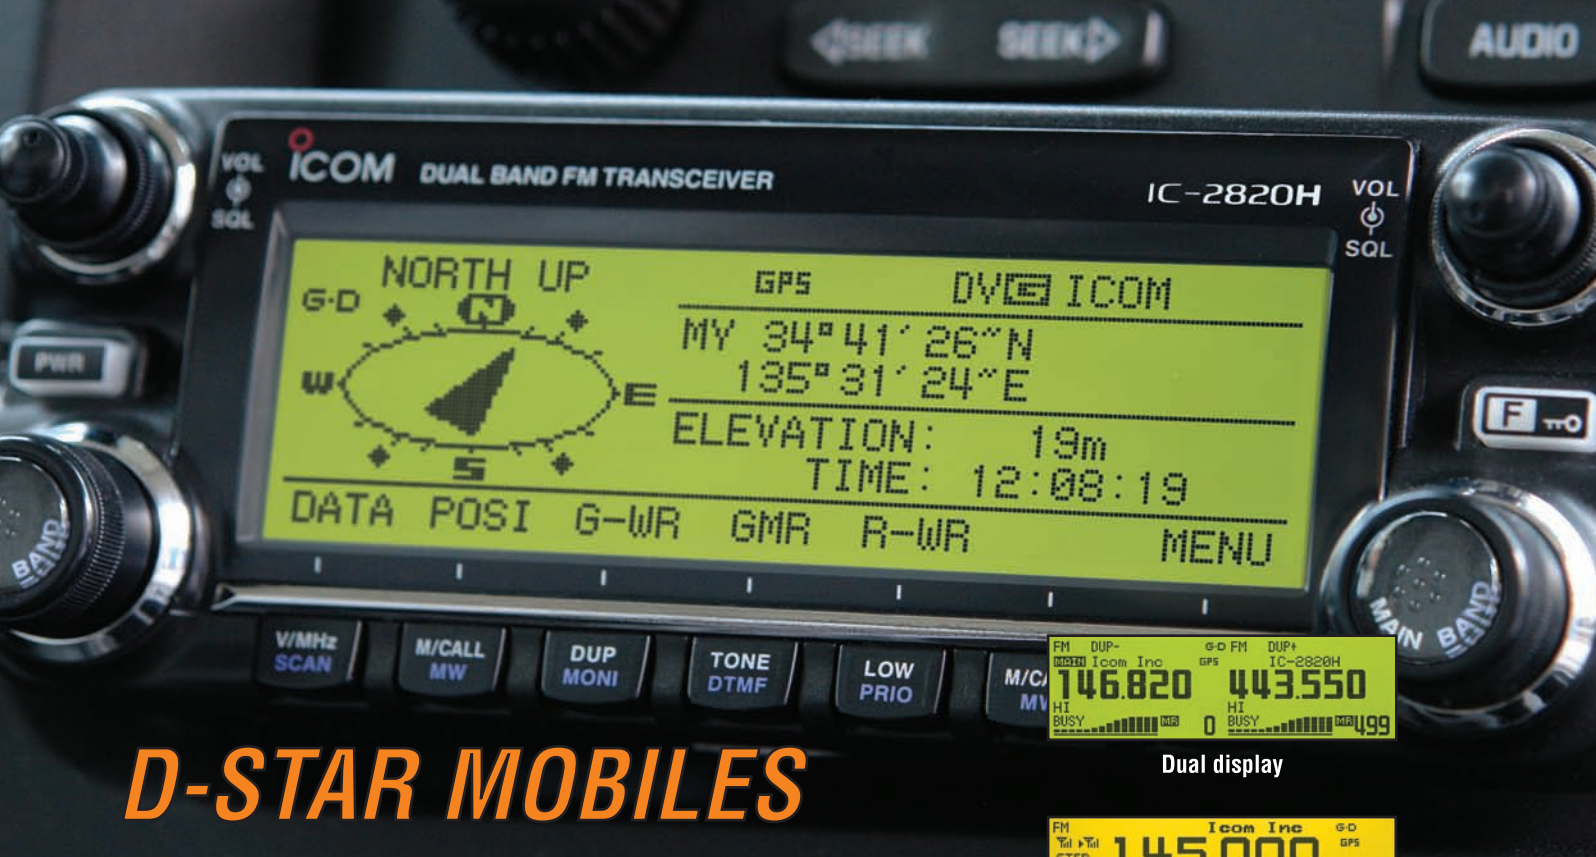 SEEK SEEK AUDIO
VOL
SQL
ICOM DUAL BAND FM TRANSCEIVER
IC-2820H
VOL
SQL
NORTH UP GPS DV G ICOM
G·D
N
W E
S
MY 34°41′26″N
135°31′24″E
ELEVATION: 19m
TIME: 12:08:19
DATA POSI G-WR GMR R-WR MENU
PWR
F
BAND
MAIN BAND
V/MHz
SCAN
M/CALL
MW
DUP
MONI
TONE
DTMF
LOW
PRIO
FM DUP- G·D FM DUP+
MAIN Icom Inc GPS IC-2820H
146.820 443.550
HI HI
BUSY MR 0 BUSY MR 499
Dual display
D-STAR MOBILES
FM Icom Inc G·D
145.000 GPS